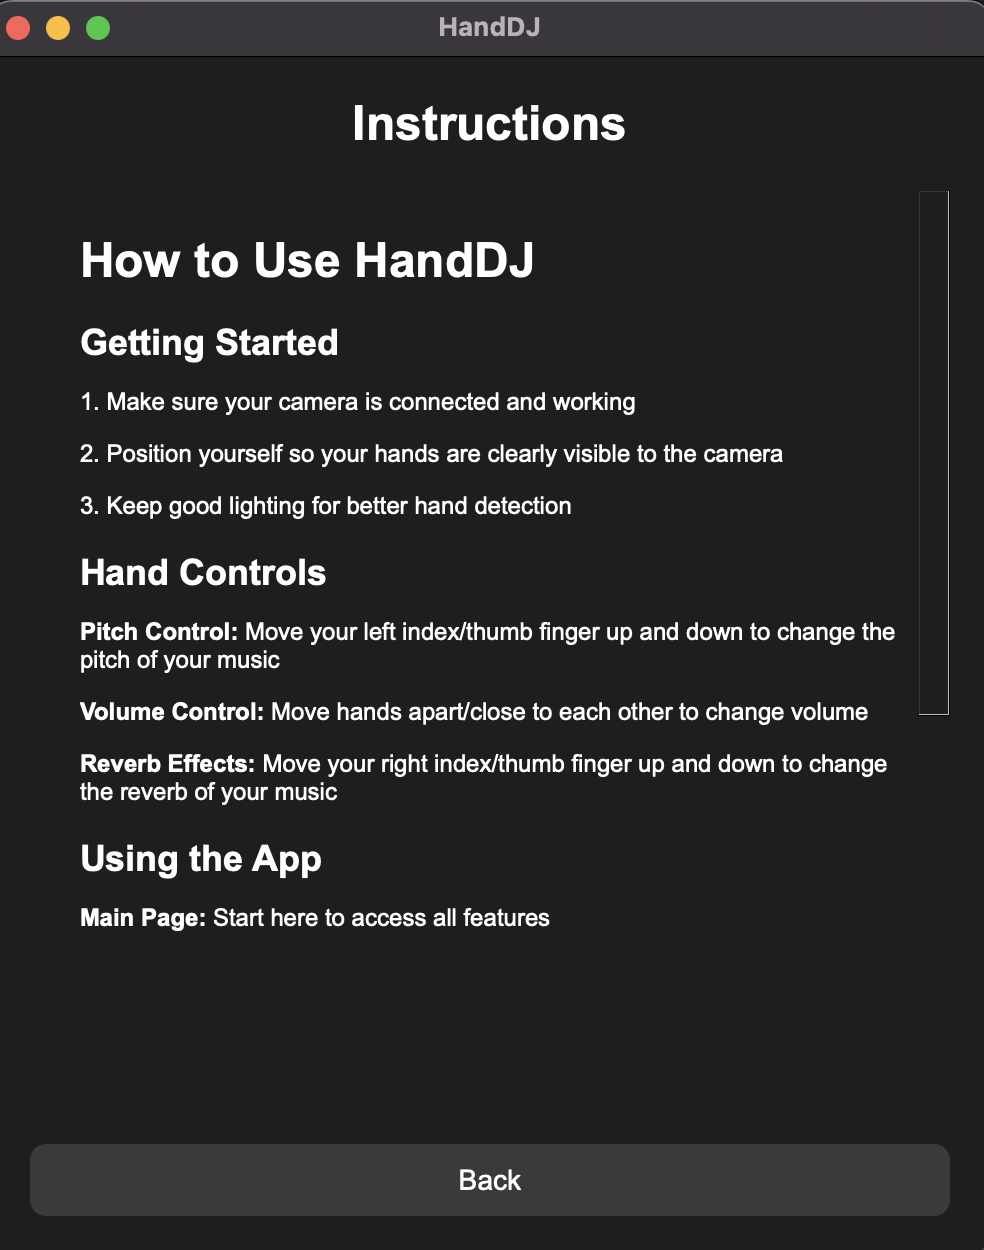 HandDJ
Instructions
How to Use HandDJ
Getting Started
1. Make sure your camera is connected and working
2. Position yourself so your hands are clearly visible to the camera
3. Keep good lighting for better hand detection
Hand Controls
Pitch Control: Move your left index/thumb finger up and down to change the
pitch of your music
Volume Control: Move hands apart/close to each other to change volume
Reverb Effects: Move your right index/thumb finger up and down to change
the reverb of your music
Using the App
Main Page: Start here to access all features
Back